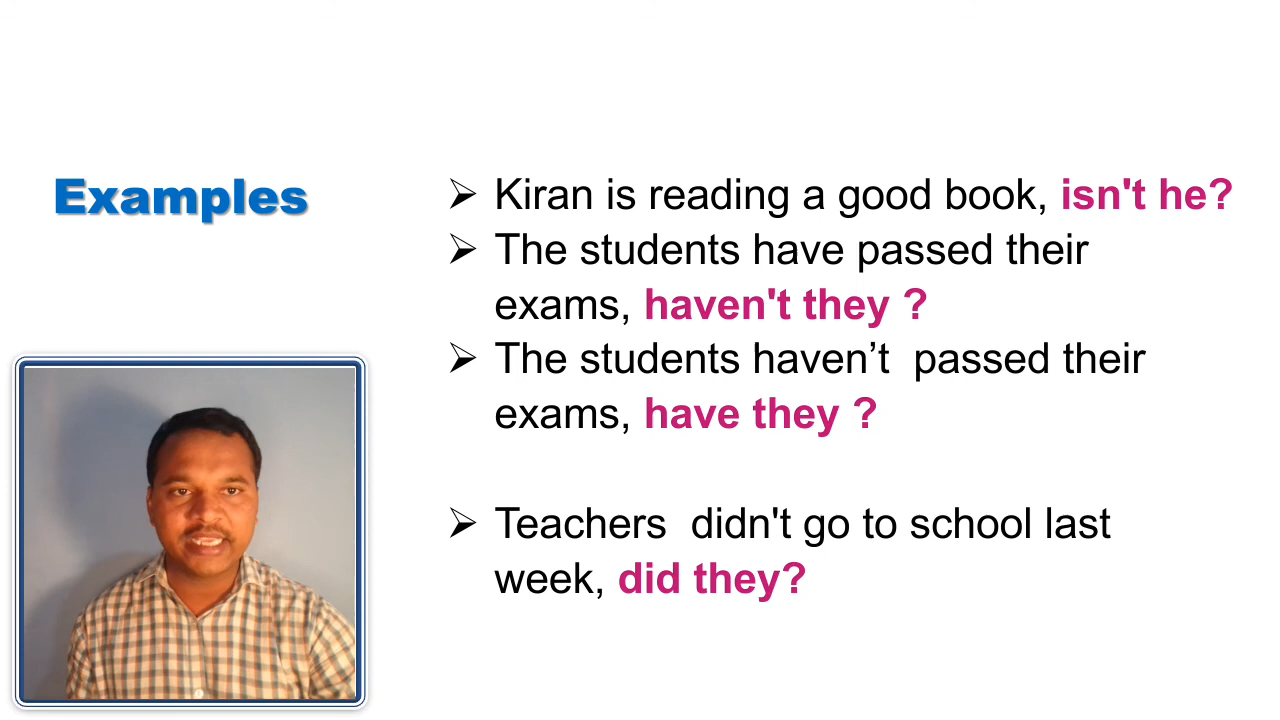 Examples
➢ Kiran is reading a good book, isn't he?
➢ The students have passed their
exams, haven't they ?
➢ The students haven’t  passed their
exams, have they ?
➢ Teachers  didn't go to school last
week, did they?